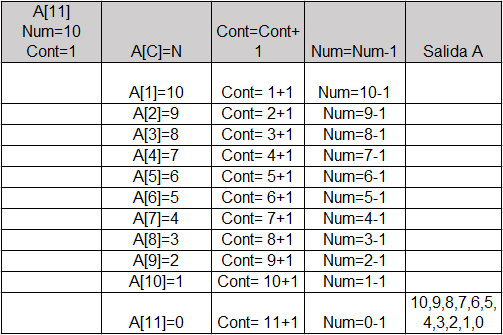 A[11]
Num=10
Cont=1
A[C]=N
Cont=Cont+
1
Num=Num-1
Salida A
A[1]=10 Cont= 1+1 Num=10-1
A[2]=9 Cont= 2+1 Num=9-1
A[3]=8 Cont= 3+1 Num=8-1
A[4]=7 Cont= 4+1 Num=7-1
A[5]=6 Cont= 5+1 Num=6-1
A[6]=5 Cont= 6+1 Num=5-1
A[7]=4 Cont= 7+1 Num=4-1
A[8]=3 Cont= 8+1 Num=3-1
A[9]=2 Cont= 9+1 Num=2-1
A[10]=1 Cont= 10+1 Num=1-1
A[11]=0 Cont= 11+1 Num=0-1
10,9,8,7,6,5,
4,3,2,1,0